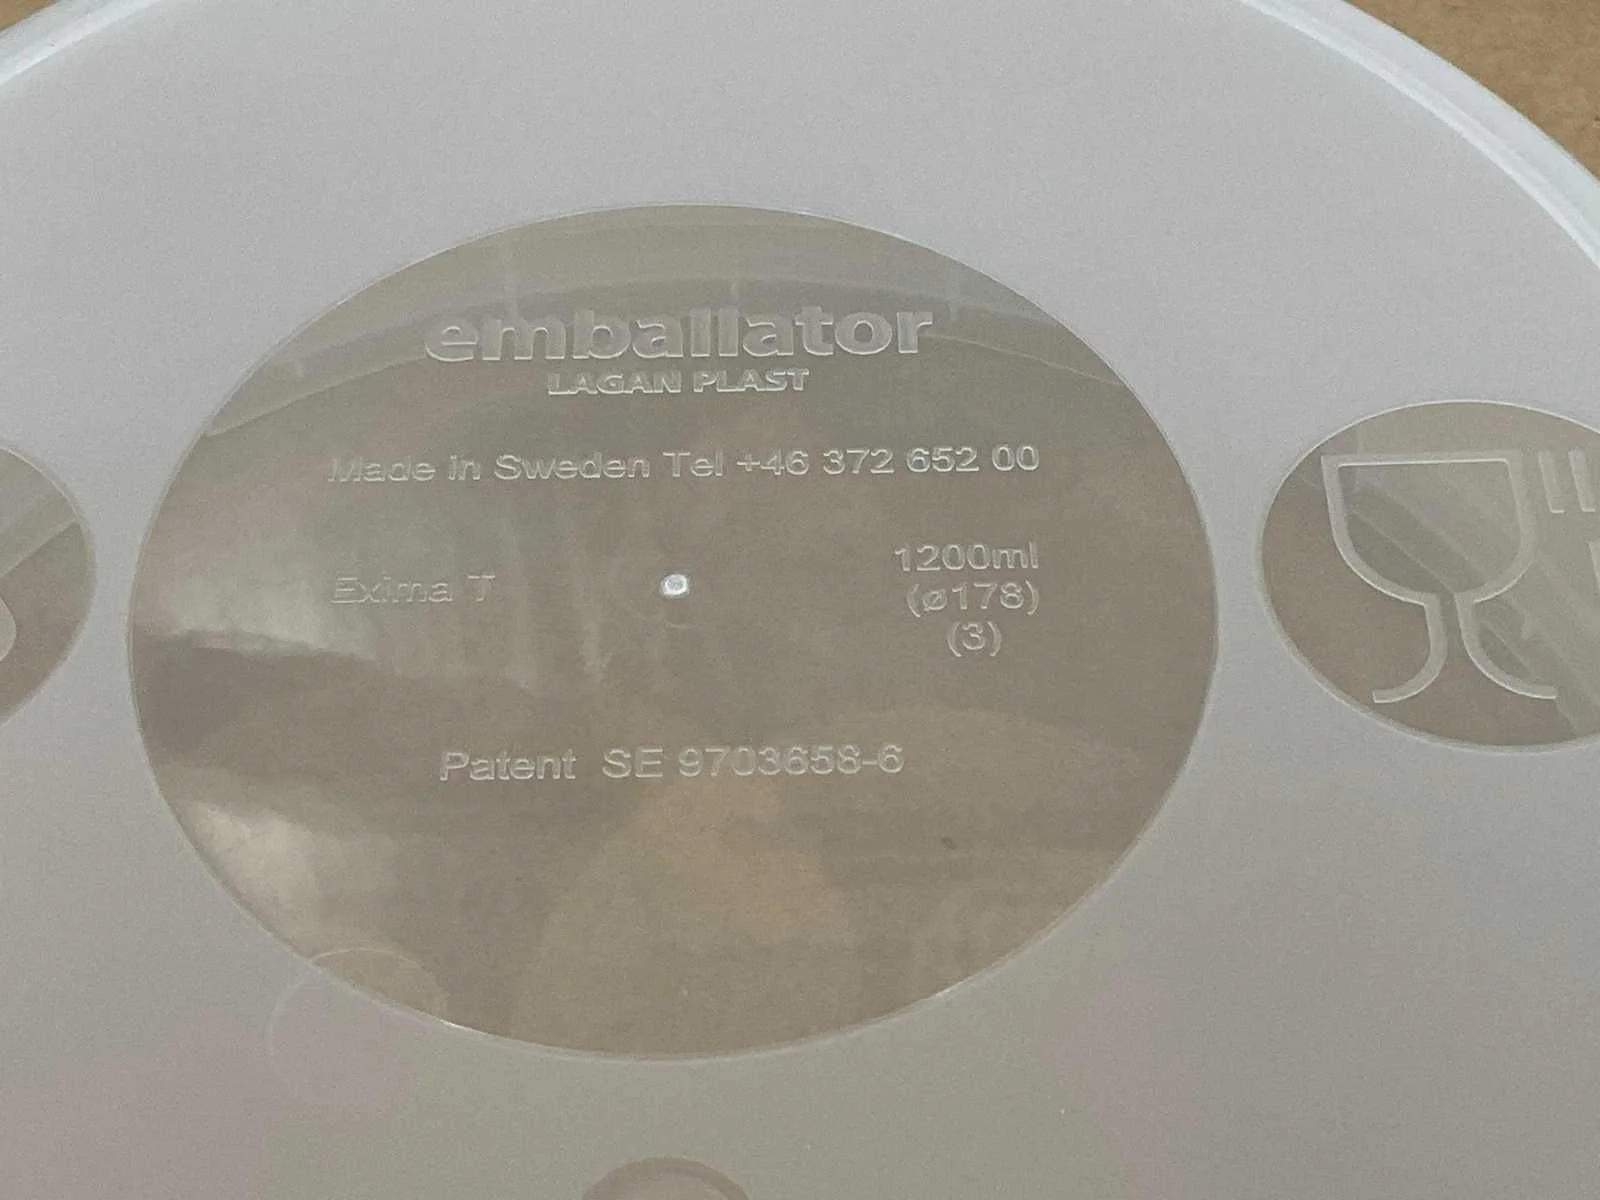 emballator
LAGAN PLAST
Made in Sweden Tel +46 372 652 00
Exima T
1200ml
(ø178)
(3)
Patent SE 9703658-6